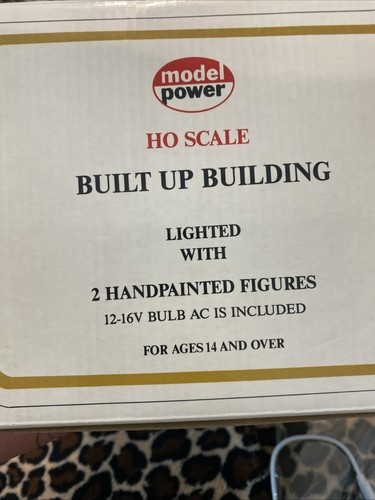 model
power
HO SCALE
BUILT UP BUILDING
LIGHTED
WITH
2 HANDPAINTED FIGURES
12-16V BULB AC IS INCLUDED
FOR AGES 14 AND OVER